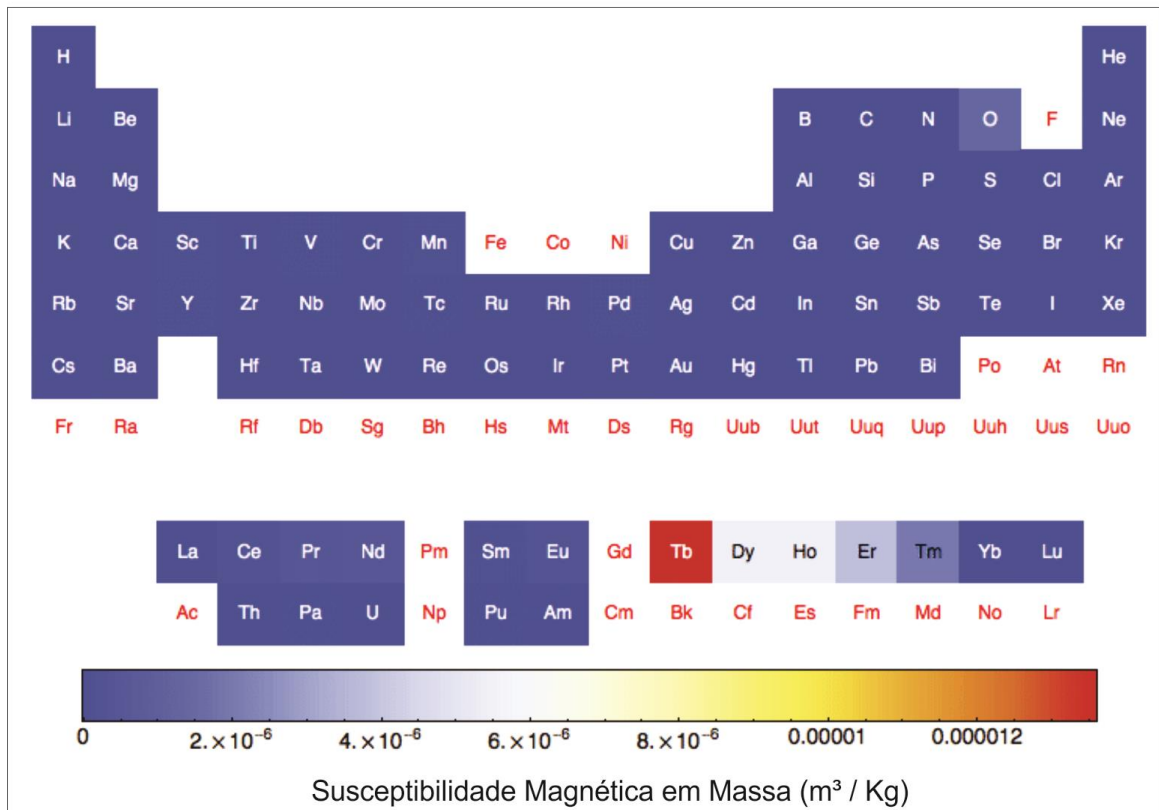 H He
Li Be B C N O F Ne
Na Mg Al Si P S Cl Ar
K Ca Sc Ti V Cr Mn Fe Co Ni Cu Zn Ga Ge As Se Br Kr
Rb Sr Y Zr Nb Mo Tc Ru Rh Pd Ag Cd In Sn Sb Te I Xe
Cs Ba Hf Ta W Re Os Ir Pt Au Hg Tl Pb Bi Po At Rn
Fr Ra Rf Db Sg Bh Hs Mt Ds Rg Uub Uut Uuq Uup Uuh Uus Uuo
La Ce Pr Nd Pm Sm Eu Gd Tb Dy Ho Er Tm Yb Lu
Ac Th Pa U Np Pu Am Cm Bk Cf Es Fm Md No Lr
0 2.×10⁻⁶ 4.×10⁻⁶ 6.×10⁻⁶ 8.×10⁻⁶ 0.00001 0.000012
Susceptibilidade Magnética em Massa (m³ / Kg)